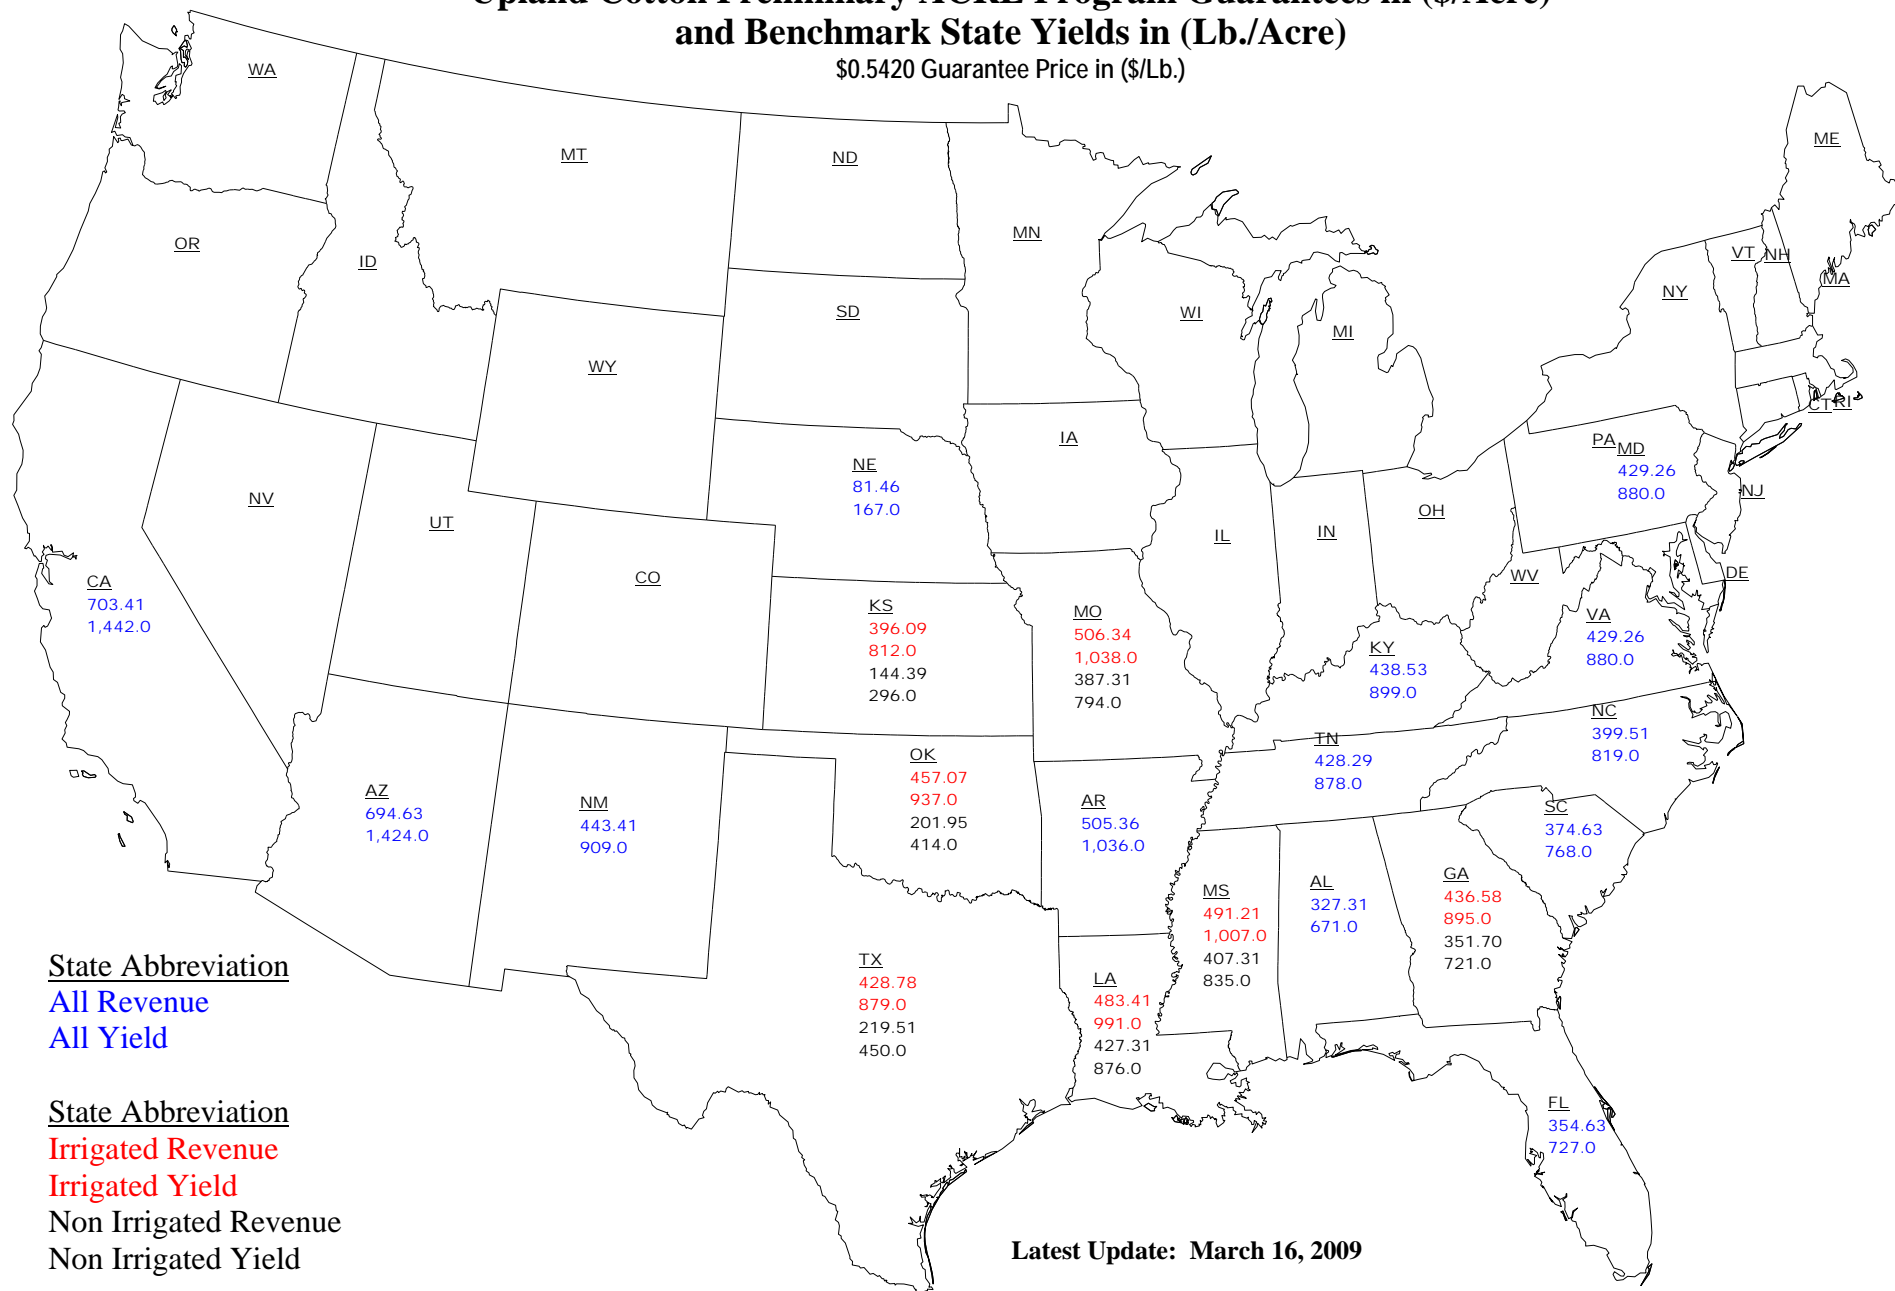 Upland Cotton Preliminary ACRE Program Guarantees in ($/Acre)
and Benchmark State Yields in (Lb./Acre)
$0.5420 Guarantee Price in ($/Lb.)
WA
MT
ND
MN
ME
OR
ID
SD
WI
MI
NY
VT
NH
MA
WY
IA
CT
RI
NV
UT
CO
NE
81.46
167.0
IL
IN
OH
PA
MD
429.26
880.0
NJ
DE
WV
CA
703.41
1,442.0
KS
396.09
812.0
144.39
296.0
MO
506.34
1,038.0
387.31
794.0
KY
438.53
899.0
VA
429.26
880.0
NC
399.51
819.0
TN
428.29
878.0
AZ
694.63
1,424.0
NM
443.41
909.0
OK
457.07
937.0
201.95
414.0
AR
505.36
1,036.0
SC
374.63
768.0
MS
491.21
1,007.0
407.31
835.0
AL
327.31
671.0
GA
436.58
895.0
351.70
721.0
TX
428.78
879.0
219.51
450.0
LA
483.41
991.0
427.31
876.0
FL
354.63
727.0
State Abbreviation
All Revenue
All Yield
State Abbreviation
Irrigated Revenue
Irrigated Yield
Non Irrigated Revenue
Non Irrigated Yield
Latest Update:  March 16, 2009